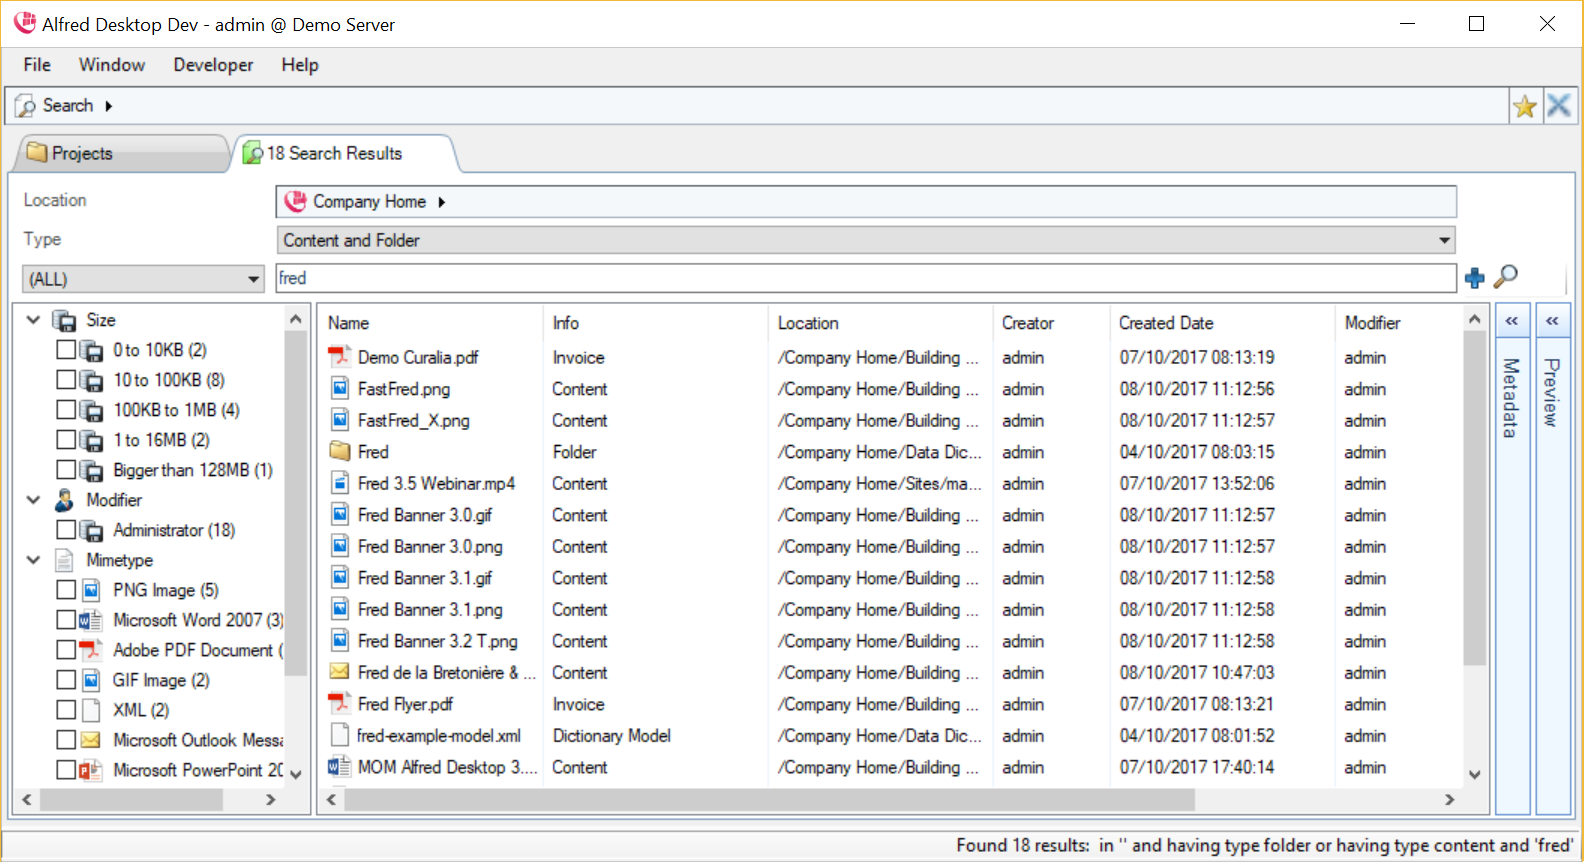 Alfred Desktop Dev - admin @ Demo Server
File Window Developer Help
Search
Projects 18 Search Results
Location Company Home
Type Content and Folder
(ALL) fred
Size
0 to 10KB (2)
10 to 100KB (8)
100KB to 1MB (4)
1 to 16MB (2)
Bigger than 128MB (1)
Modifier
Administrator (18)
Mimetype
PNG Image (5)
Microsoft Word 2007 (3)
Adobe PDF Document (
GIF Image (2)
XML (2)
Microsoft Outlook Messa
Microsoft PowerPoint 20
Name Info Location Creator Created Date Modifier
Demo Curalia.pdf Invoice /Company Home/Building ... admin 07/10/2017 08:13:19 admin
FastFred.png Content /Company Home/Building ... admin 08/10/2017 11:12:56 admin
FastFred_X.png Content /Company Home/Building ... admin 08/10/2017 11:12:57 admin
Fred Folder /Company Home/Data Dic... admin 04/10/2017 08:03:15 admin
Fred 3.5 Webinar.mp4 Content /Company Home/Sites/ma... admin 07/10/2017 13:52:06 admin
Fred Banner 3.0.gif Content /Company Home/Building ... admin 08/10/2017 11:12:57 admin
Fred Banner 3.0.png Content /Company Home/Building ... admin 08/10/2017 11:12:57 admin
Fred Banner 3.1.gif Content /Company Home/Building ... admin 08/10/2017 11:12:58 admin
Fred Banner 3.1.png Content /Company Home/Building ... admin 08/10/2017 11:12:58 admin
Fred Banner 3.2 T.png Content /Company Home/Building ... admin 08/10/2017 11:12:58 admin
Fred de la Bretonière & ... Content /Company Home/Building ... admin 08/10/2017 10:47:03 admin
Fred Flyer.pdf Invoice /Company Home/Building ... admin 07/10/2017 08:13:21 admin
fred-example-model.xml Dictionary Model /Company Home/Data Dic... admin 04/10/2017 08:01:52 admin
MOM Alfred Desktop 3.... Content /Company Home/Building ... admin 07/10/2017 17:40:14 admin
Metadata
Preview
Found 18 results: in '' and having type folder or having type content and 'fred'